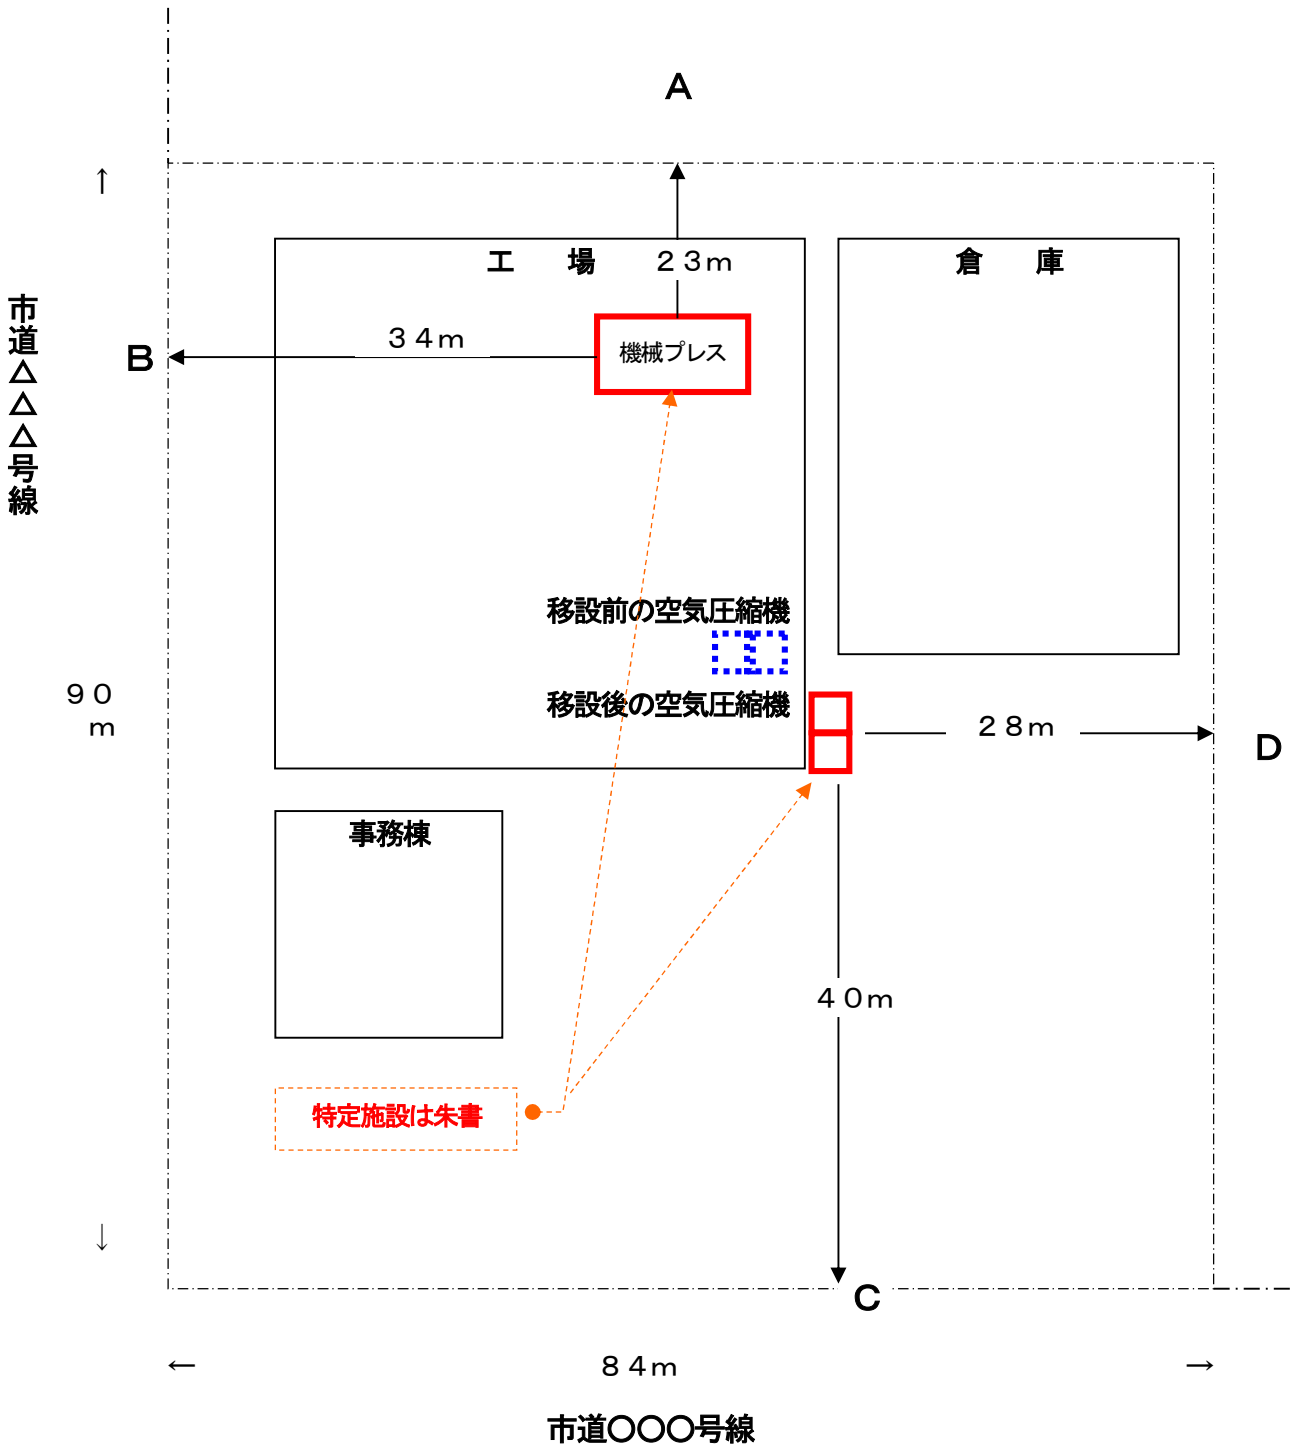 A
↑
工　場
２３ｍ
倉　庫
市道△△△号線
B
３４ｍ
機械プレス
移設前の空気圧縮機
９０
ｍ
移設後の空気圧縮機
２８ｍ
D
事務棟
４０ｍ
特定施設は朱書
↓
C
←
８４ｍ
→
市道〇〇〇号線